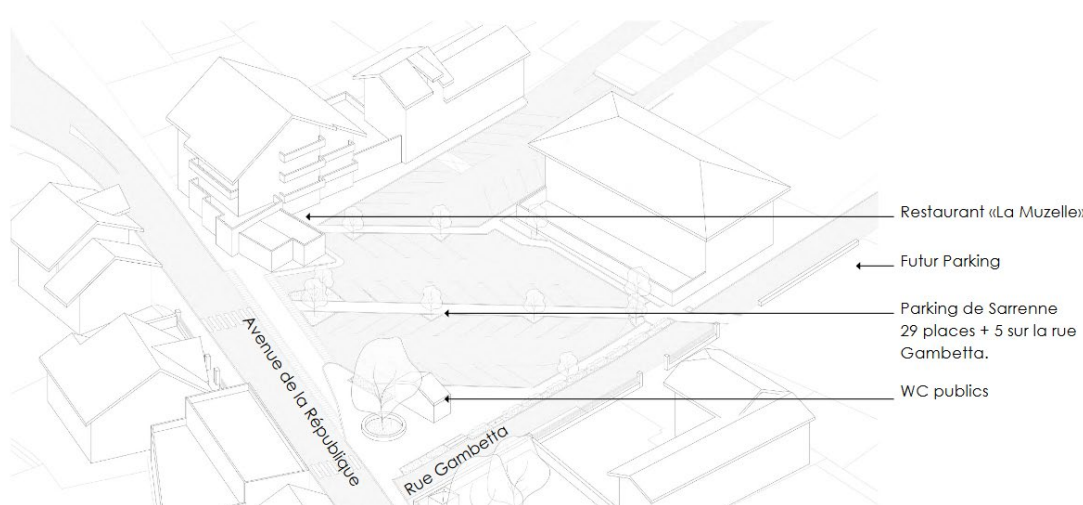 Restaurant «La Muzelle»
Futur Parking
Parking de Sarrenne
29 places + 5 sur la rue
Gambetta.
WC publics
Avenue de la République
Rue Gambetta